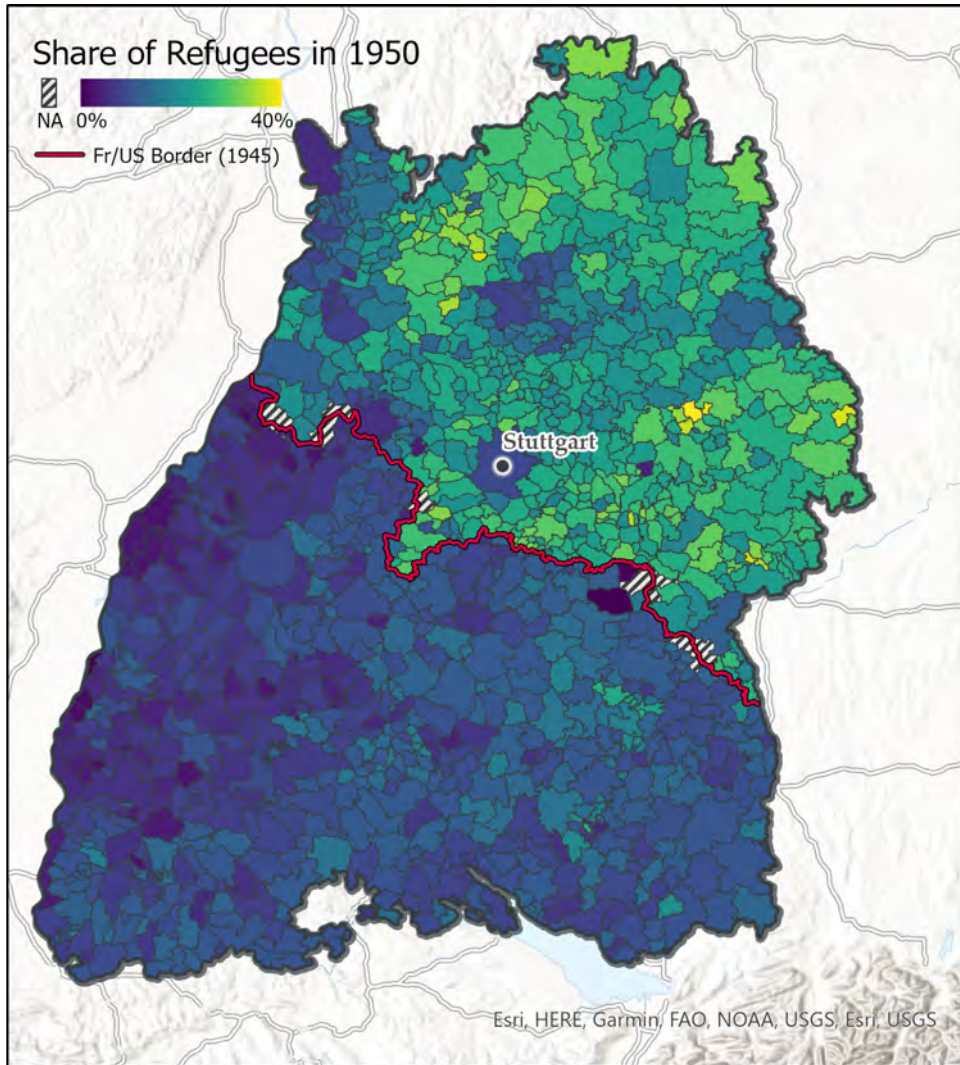 Share of Refugees in 1950
NA 0% 40%
Fr/US Border (1945)
Stuttgart
Esri, HERE, Garmin, FAO, NOAA, USGS, Esri, USGS